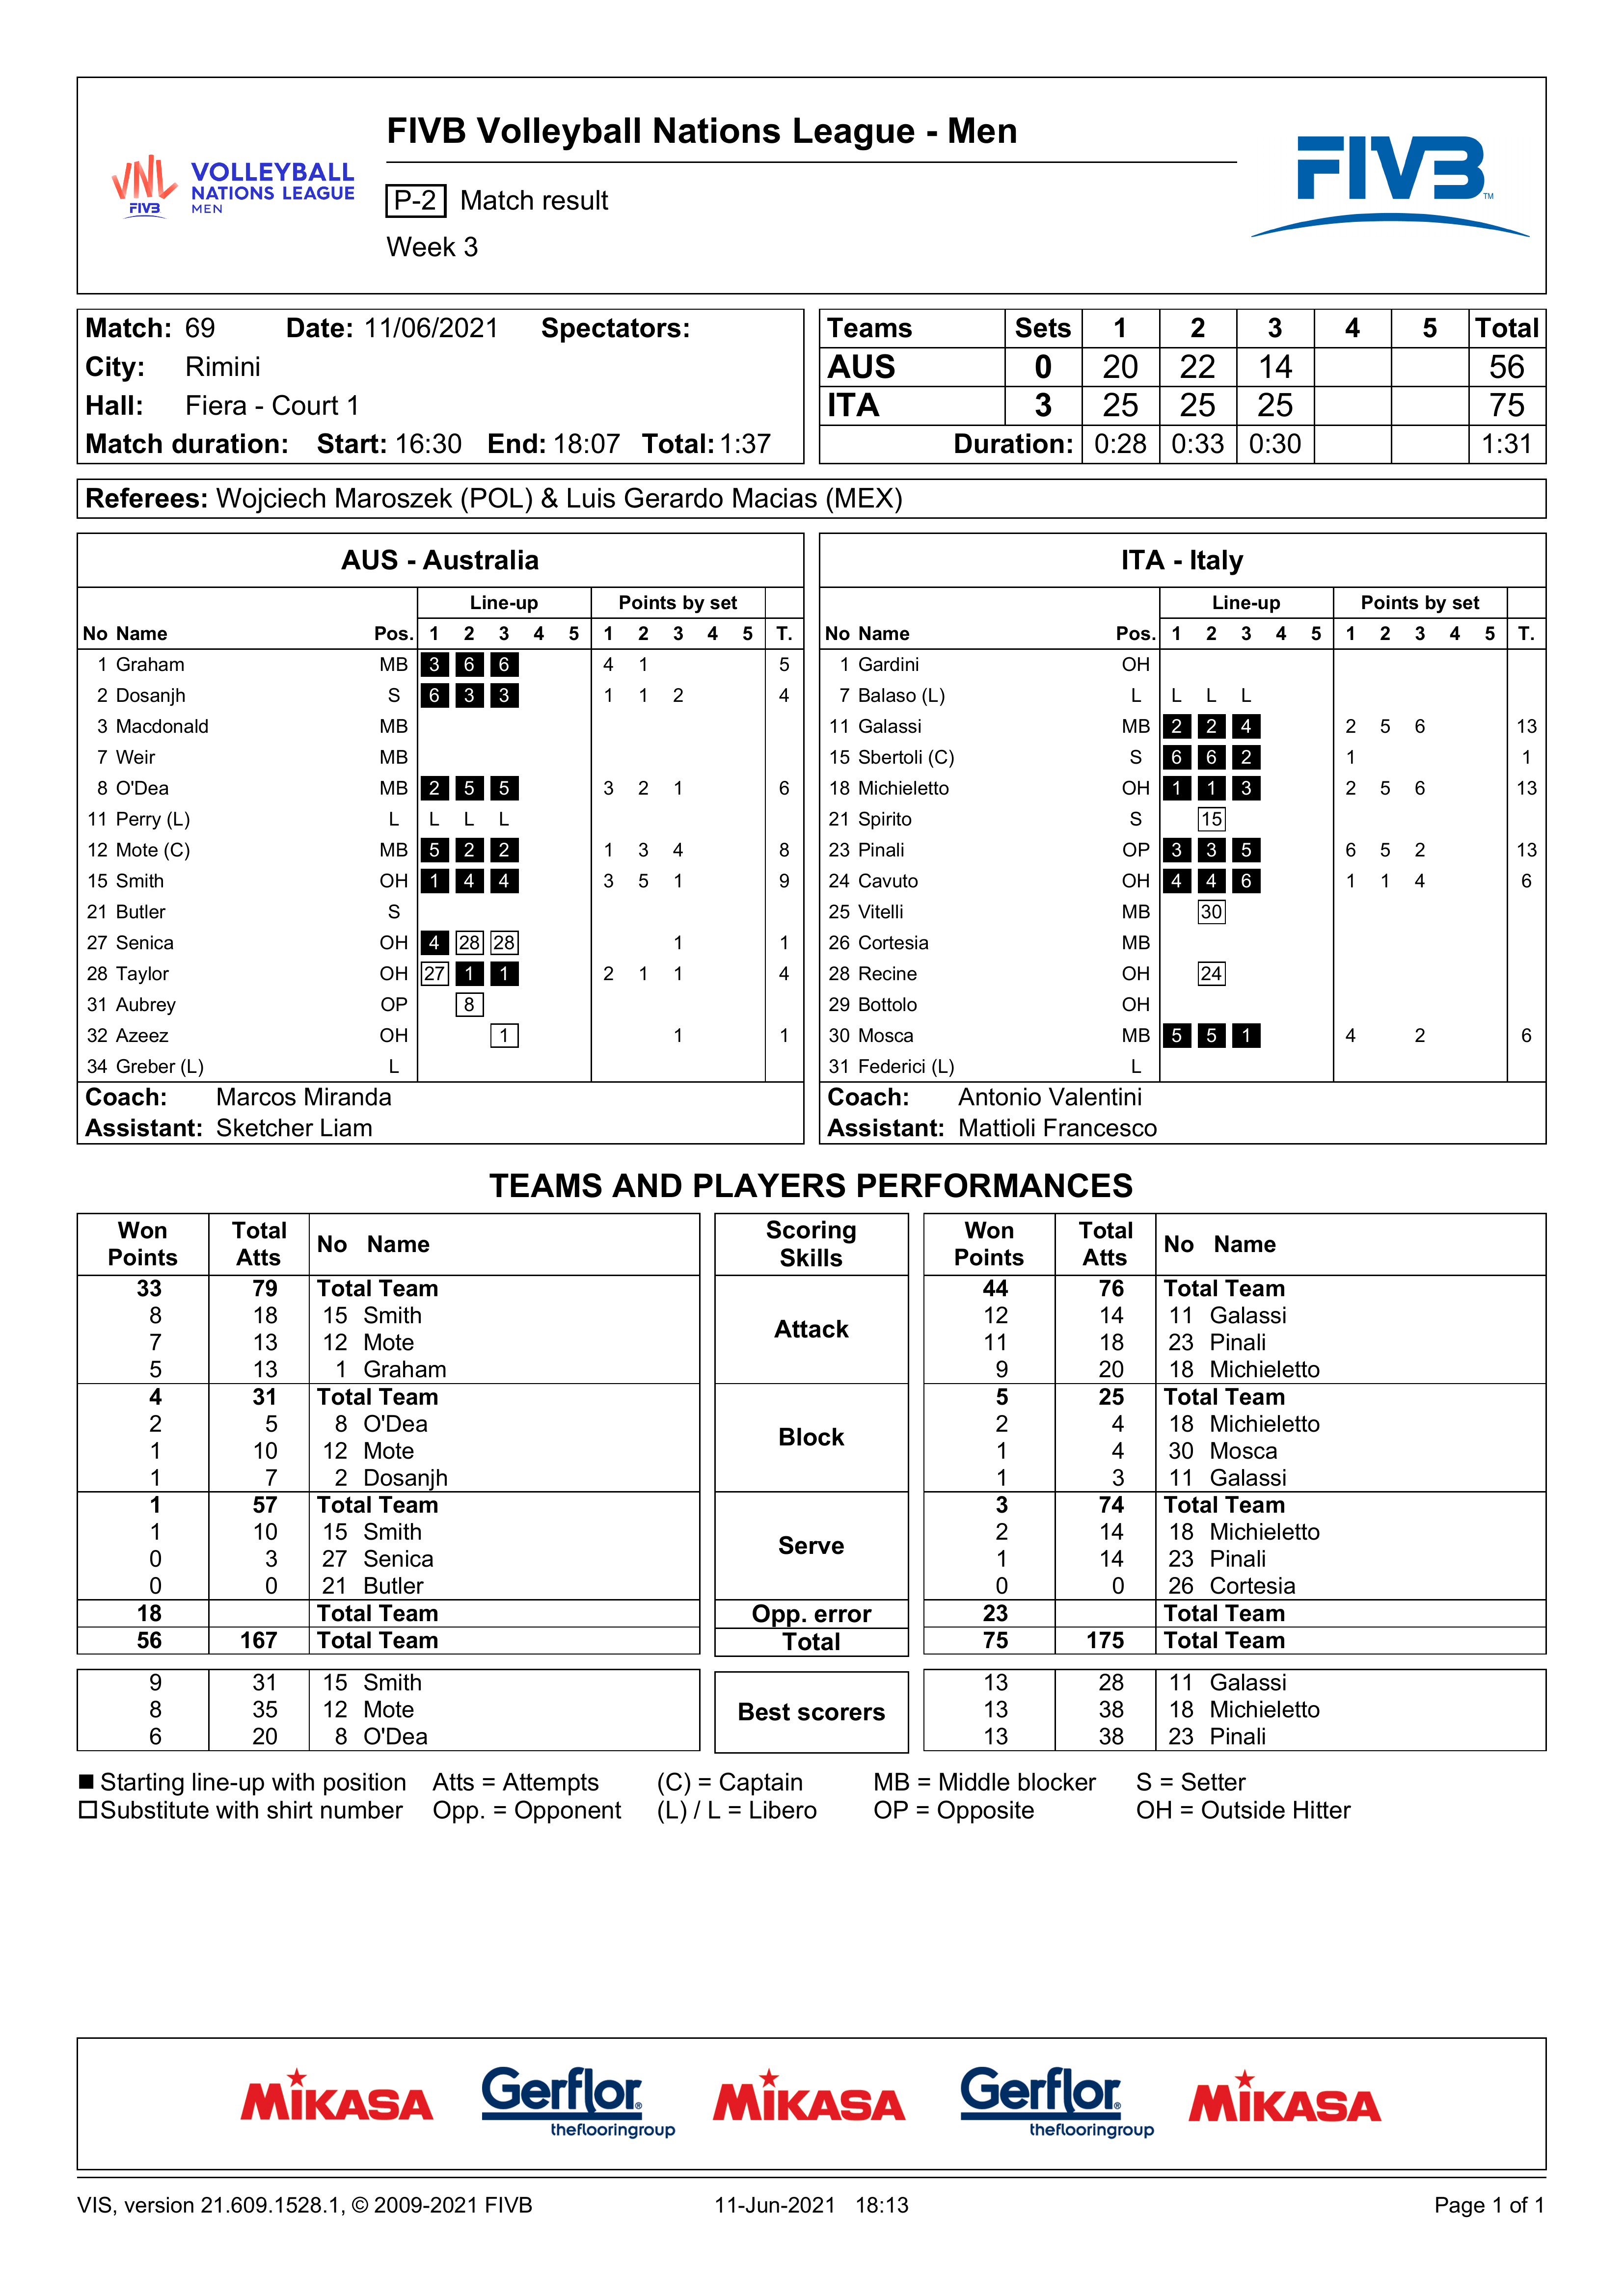 FIVB Volleyball Nations League - Men
VNL FIVB VOLLEYBALL NATIONS LEAGUE MEN
P-2 Match result
Week 3
FIVB TM
Match: 69 Date: 11/06/2021 Spectators:
City: Rimini
Hall: Fiera - Court 1
Match duration: Start: 16:30 End: 18:07 Total: 1:37
Teams Sets 1 2 3 4 5 Total
AUS 0 20 22 14 56
ITA 3 25 25 25 75
Duration: 0:28 0:33 0:30 1:31
Referees: Wojciech Maroszek (POL) & Luis Gerardo Macias (MEX)
AUS - Australia
Line-up Points by set
No Name Pos. 1 2 3 4 5 1 2 3 4 5 T.
1 Graham MB 3 6 6 4 1 5
2 Dosanjh S 6 3 3 1 1 2 4
3 Macdonald MB
7 Weir MB
8 O'Dea MB 2 5 5 3 2 1 6
11 Perry (L) L L L L
12 Mote (C) MB 5 2 2 1 3 4 8
15 Smith OH 1 4 4 3 5 1 9
21 Butler S
27 Senica OH 4 28 28 1 1
28 Taylor OH 27 1 1 2 1 1 4
31 Aubrey OP 8
32 Azeez OH 1 1 1
34 Greber (L) L
Coach: Marcos Miranda
Assistant: Sketcher Liam
ITA - Italy
Line-up Points by set
No Name Pos. 1 2 3 4 5 1 2 3 4 5 T.
1 Gardini OH
7 Balaso (L) L L L L
11 Galassi MB 2 2 4 2 5 6 13
15 Sbertoli (C) S 6 6 2 1 1
18 Michieletto OH 1 1 3 2 5 6 13
21 Spirito S 15
23 Pinali OP 3 3 5 6 5 2 13
24 Cavuto OH 4 4 6 1 1 4 6
25 Vitelli MB 30
26 Cortesia MB
28 Recine OH 24
29 Bottolo OH
30 Mosca MB 5 5 1 4 2 6
31 Federici (L) L
Coach: Antonio Valentini
Assistant: Mattioli Francesco
TEAMS AND PLAYERS PERFORMANCES
Won Points Total Atts No Name Scoring Skills Won Points Total Atts No Name
33 79 Total Team Attack 44 76 Total Team
8 18 15 Smith 12 14 11 Galassi
7 13 12 Mote 11 18 23 Pinali
5 13 1 Graham 9 20 18 Michieletto
4 31 Total Team Block 5 25 Total Team
2 5 8 O'Dea 2 4 18 Michieletto
1 10 12 Mote 1 4 30 Mosca
1 7 2 Dosanjh 1 3 11 Galassi
1 57 Total Team Serve 3 74 Total Team
1 10 15 Smith 2 14 18 Michieletto
0 3 27 Senica 1 14 23 Pinali
0 0 21 Butler 0 0 26 Cortesia
18 Total Team Opp. error 23 Total Team
56 167 Total Team Total 75 175 Total Team
9 31 15 Smith Best scorers 13 28 11 Galassi
8 35 12 Mote 13 38 18 Michieletto
6 20 8 O'Dea 13 38 23 Pinali
Starting line-up with position Atts = Attempts (C) = Captain MB = Middle blocker S = Setter
Substitute with shirt number Opp. = Opponent (L) / L = Libero OP = Opposite OH = Outside Hitter
MIKASA Gerflor® theflooringgroup MIKASA Gerflor® theflooringgroup MIKASA
VIS, version 21.609.1528.1, © 2009-2021 FIVB 11-Jun-2021 18:13 Page 1 of 1